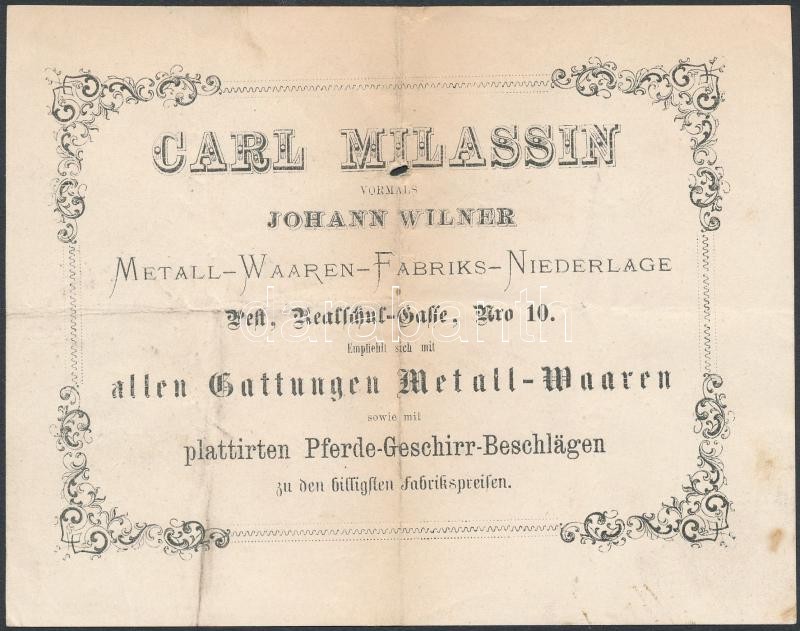 CARL MILASSIN
VORMALS
JOHANN WILNER
METALL-WAAREN-FABRIKS-NIEDERLAGE
Pest, Realschul-Gasse, Nro 10.
Empfiehlt sich mit
allen Gattungen Metall-Waaren
sowie mit
plattirten Pferde-Geschirr-Beschlägen
zu den billigsten Fabrikspreisen.
darabanth